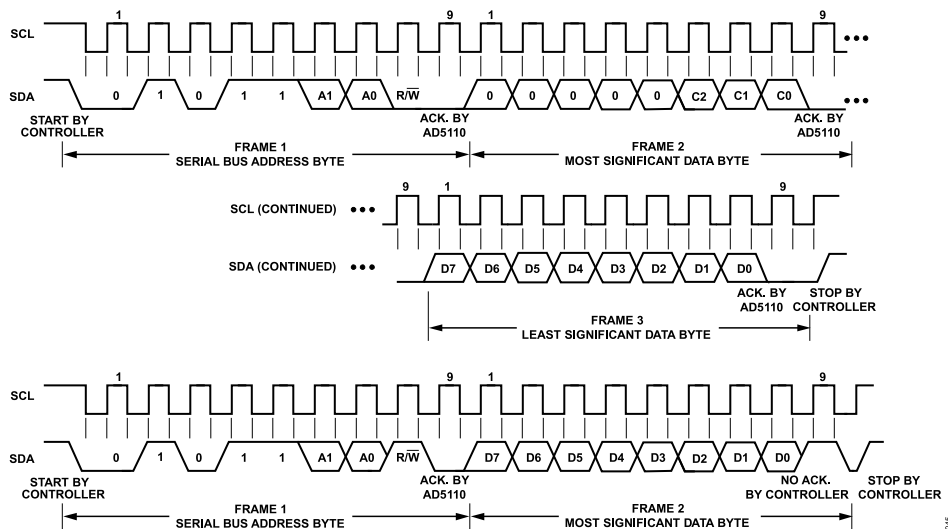 1 9 1 9
SCL
SDA 0 1 0 1 1 A1 A0 R/W̅ 0 0 0 0 0 C2 C1 C0
START BY CONTROLLER
ACK. BY AD5110
ACK. BY AD5110
FRAME 1
SERIAL BUS ADDRESS BYTE
FRAME 2
MOST SIGNIFICANT DATA BYTE
9 1 9
SCL (CONTINUED)
SDA (CONTINUED) D7 D6 D5 D4 D3 D2 D1 D0
ACK. BY AD5110
STOP BY CONTROLLER
FRAME 3
LEAST SIGNIFICANT DATA BYTE
1 9 1 9
SCL
SDA 0 1 0 1 1 A1 A0 R/W̅ D7 D6 D5 D4 D3 D2 D1 D0
START BY CONTROLLER
ACK. BY AD5110
NO ACK. BY CONTROLLER
STOP BY CONTROLLER
FRAME 1
SERIAL BUS ADDRESS BYTE
FRAME 2
MOST SIGNIFICANT DATA BYTE